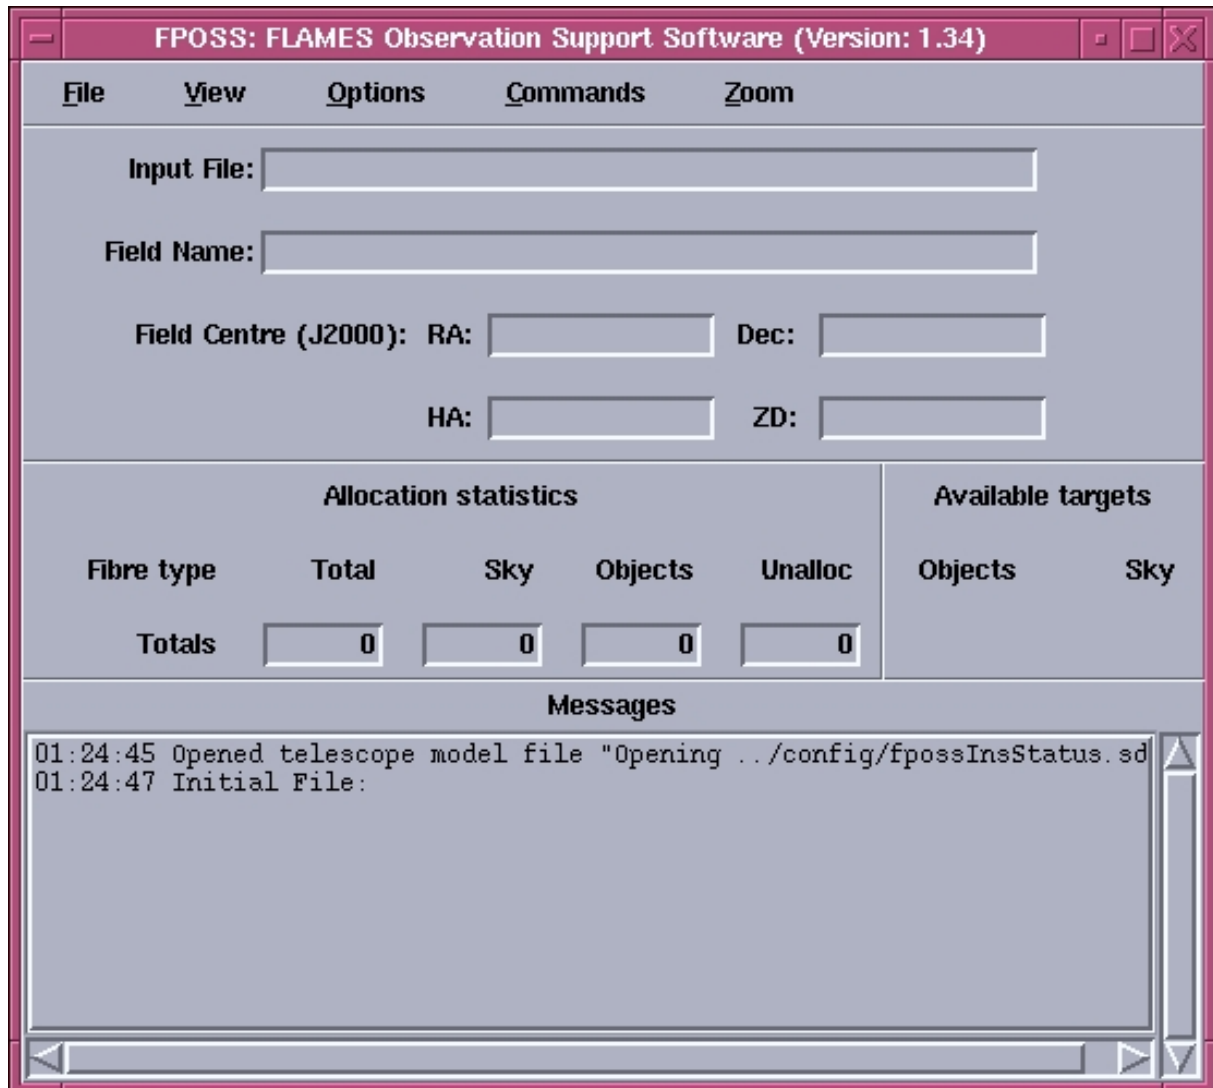 FPOSS: FLAMES Observation Support Software (Version: 1.34)
File View Options Commands Zoom
Input File:
Field Name:
Field Centre (J2000): RA: Dec:
HA: ZD:
Allocation statistics Available targets
Fibre type Total Sky Objects Unalloc Objects Sky
Totals 0 0 0 0
Messages
01:24:45 Opened telescope model file "Opening ../config/fpossInsStatus.sd
01:24:47 Initial File: